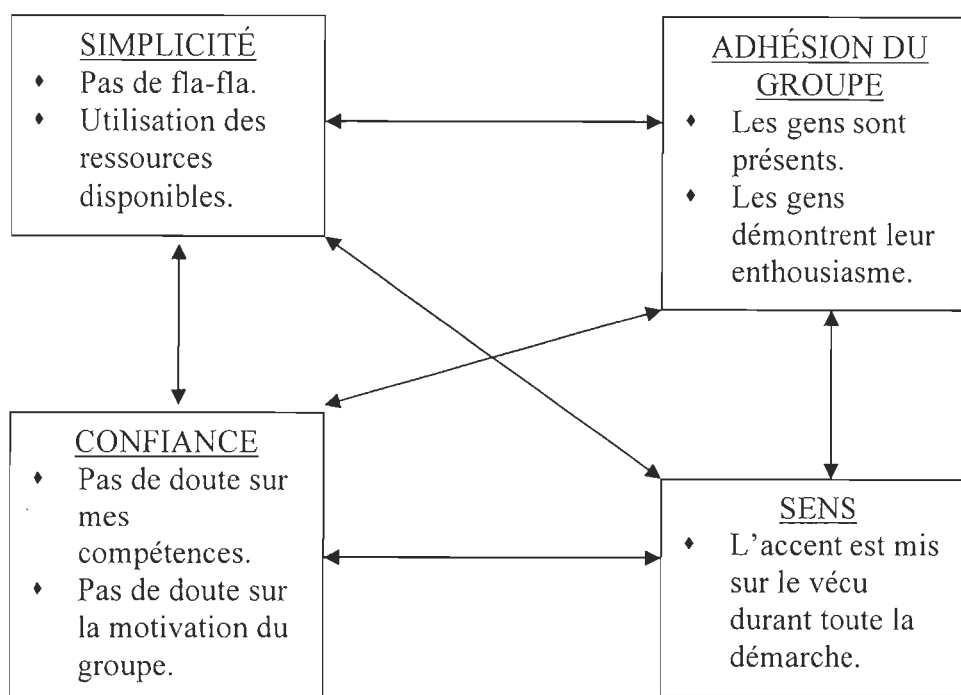 SIMPLICITÉ
♦ Pas de fla-fla.
♦ Utilisation des
ressources
disponibles.
ADHÉSION DU
GROUPE
♦ Les gens sont
présents.
♦ Les gens
démontrent leur
enthousiasme.
CONFIANCE
♦ Pas de doute sur
mes
compétences.
♦ Pas de doute sur
la motivation du
groupe.
SENS
♦ L'accent est mis
sur le vécu
durant toute la
démarche.